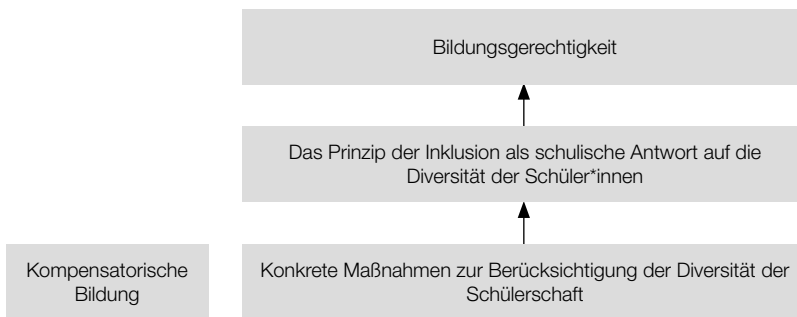 Bildungsgerechtigkeit
Das Prinzip der Inklusion als schulische Antwort auf die
Diversität der Schüler*innen
Kompensatorische
Bildung
Konkrete Maßnahmen zur Berücksichtigung der Diversität der
Schülerschaft